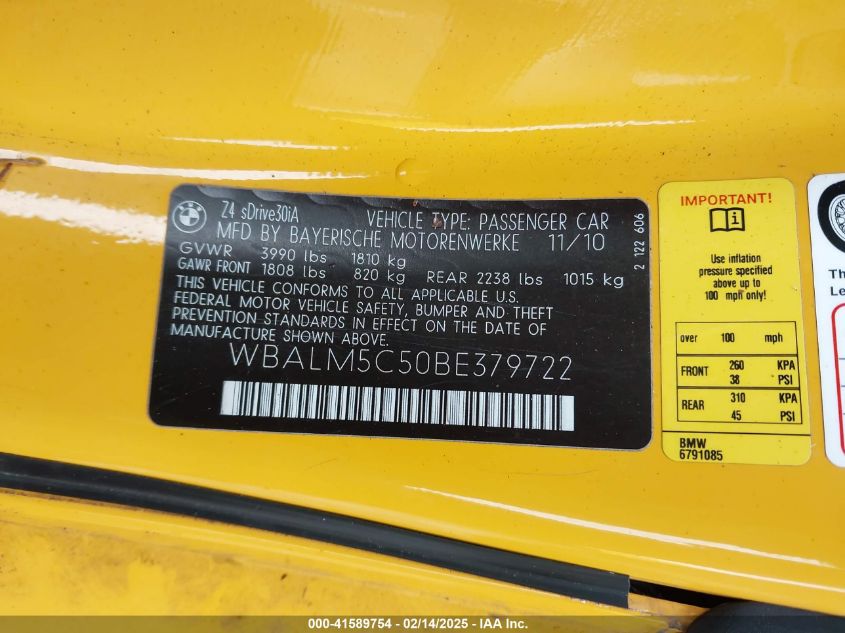 BMW
Z4 sDrive30iA VEHICLE TYPE: PASSENGER CAR
MFD BY BAYERISCHE MOTORENWERKE 11/10
GVWR 3990 lbs 1810 kg
GAWR FRONT 1808 lbs 820 kg REAR 2238 lbs 1015 kg
THIS VEHICLE CONFORMS TO ALL APPLICABLE U.S.
FEDERAL MOTOR VEHICLE SAFETY, BUMPER AND THEFT
PREVENTION STANDARDS IN EFFECT ON THE DATE OF
MANUFACTURE SHOWN ABOVE.
WBALM5C50BE379722
2 122 606
IMPORTANT!
i
Use inflation
pressure specified
above up to
100 mph only!
over 100 mph
FRONT 260 KPA
38 PSI
REAR 310 KPA
45 PSI
BMW
6791085
Th
Le
000-41589754 - 02/14/2025 - IAA Inc.